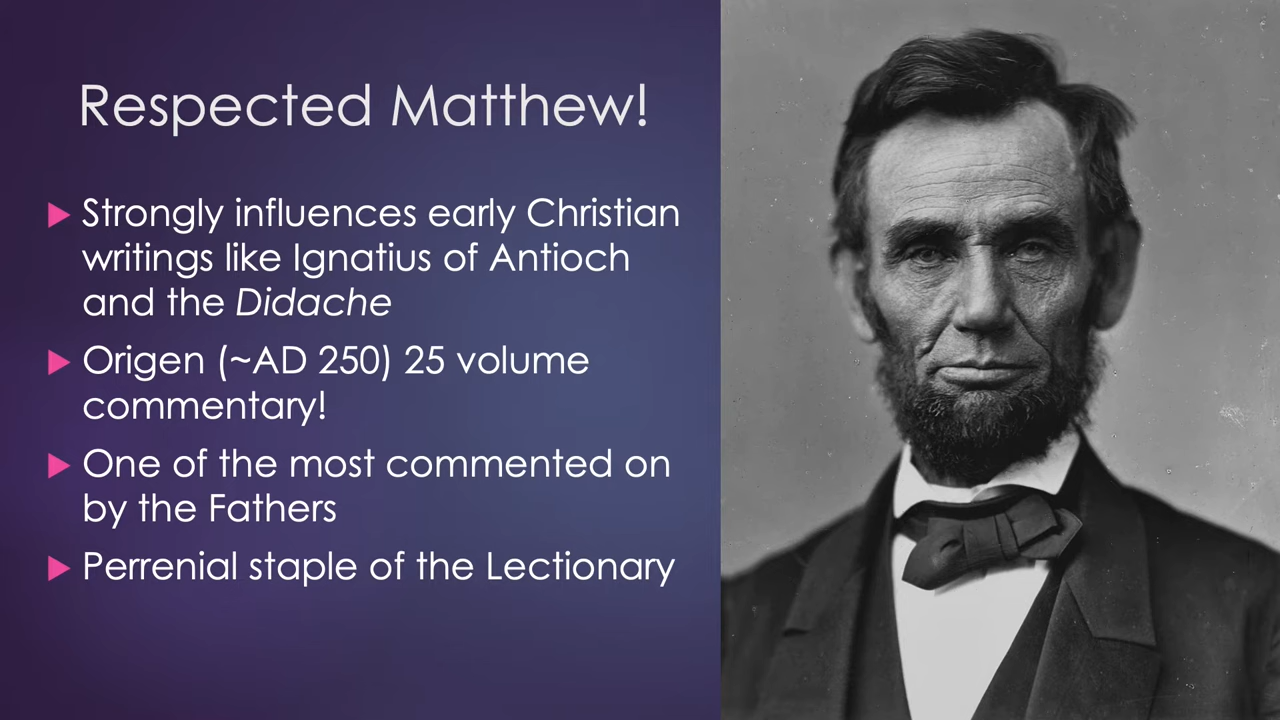 Respected Matthew!
Strongly influences early Christian
writings like Ignatius of Antioch
and the Didache
Origen (~AD 250) 25 volume
commentary!
One of the most commented on
by the Fathers
Perrenial staple of the Lectionary